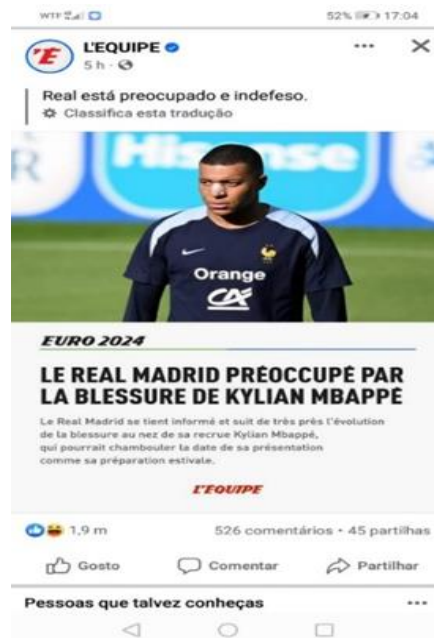 52% 17:04
L'EQUIPE
5 h ·
Real está preocupado e indefeso.
Classifica esta tradução
Hisense
R
Orange
CA
EURO 2024
LE REAL MADRID PRÉOCCUPÉ PAR
LA BLESSURE DE KYLIAN MBAPPÉ
Le Real Madrid se tient informé et suit de très près l'évolution
de la blessure au nez de sa recrue Kylian Mbappé,
qui pourrait chambouler la date de sa présentation
comme sa préparation estivale.
L'ÉQUIPE
1,9 m 526 comentários • 45 partilhas
Gosto Comentar Partilhar
Pessoas que talvez conheças